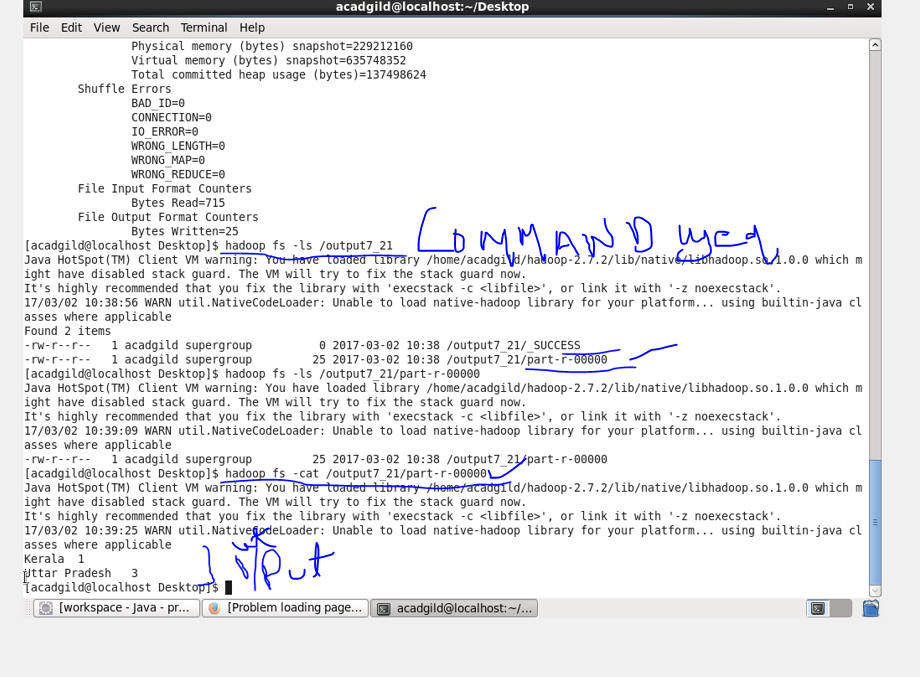 acadgild@localhost:~/Desktop
File Edit View Search Terminal Help
Physical memory (bytes) snapshot=229212160
Virtual memory (bytes) snapshot=635748352
Total committed heap usage (bytes)=137498624
Shuffle Errors
BAD_ID=0
CONNECTION=0
IO_ERROR=0
WRONG_LENGTH=0
WRONG_MAP=0
WRONG_REDUCE=0
File Input Format Counters
Bytes Read=715
File Output Format Counters
Bytes Written=25
[acadgild@localhost Desktop]$ hadoop fs -ls /output7_21
COMMAND used
Java HotSpot(TM) Client VM warning: You have loaded library /home/acadgild/hadoop-2.7.2/lib/native/libhadoop.so.1.0.0 which m
ight have disabled stack guard. The VM will try to fix the stack guard now.
It's highly recommended that you fix the library with 'execstack -c <libfile>', or link it with '-z noexecstack'.
17/03/02 10:38:56 WARN util.NativeCodeLoader: Unable to load native-hadoop library for your platform... using builtin-java cl
asses where applicable
Found 2 items
-rw-r--r--   1 acadgild supergroup          0 2017-03-02 10:38 /output7_21/_SUCCESS
-rw-r--r--   1 acadgild supergroup         25 2017-03-02 10:38 /output7_21/part-r-00000
[acadgild@localhost Desktop]$ hadoop fs -ls /output7_21/part-r-00000
Java HotSpot(TM) Client VM warning: You have loaded library /home/acadgild/hadoop-2.7.2/lib/native/libhadoop.so.1.0.0 which m
ight have disabled stack guard. The VM will try to fix the stack guard now.
It's highly recommended that you fix the library with 'execstack -c <libfile>', or link it with '-z noexecstack'.
17/03/02 10:39:09 WARN util.NativeCodeLoader: Unable to load native-hadoop library for your platform... using builtin-java cl
asses where applicable
-rw-r--r--   1 acadgild supergroup         25 2017-03-02 10:38 /output7_21/part-r-00000
[acadgild@localhost Desktop]$ hadoop fs -cat /output7_21/part-r-00000
Java HotSpot(TM) Client VM warning: You have loaded library /home/acadgild/hadoop-2.7.2/lib/native/libhadoop.so.1.0.0 which m
ight have disabled stack guard. The VM will try to fix the stack guard now.
It's highly recommended that you fix the library with 'execstack -c <libfile>', or link it with '-z noexecstack'.
17/03/02 10:39:25 WARN util.NativeCodeLoader: Unable to load native-hadoop library for your platform... using builtin-java cl
asses where applicable
Kerala  1
Uttar Pradesh   3
[acadgild@localhost Desktop]$
[workspace - Java - pr...
[Problem loading page...
acadgild@localhost:~/...